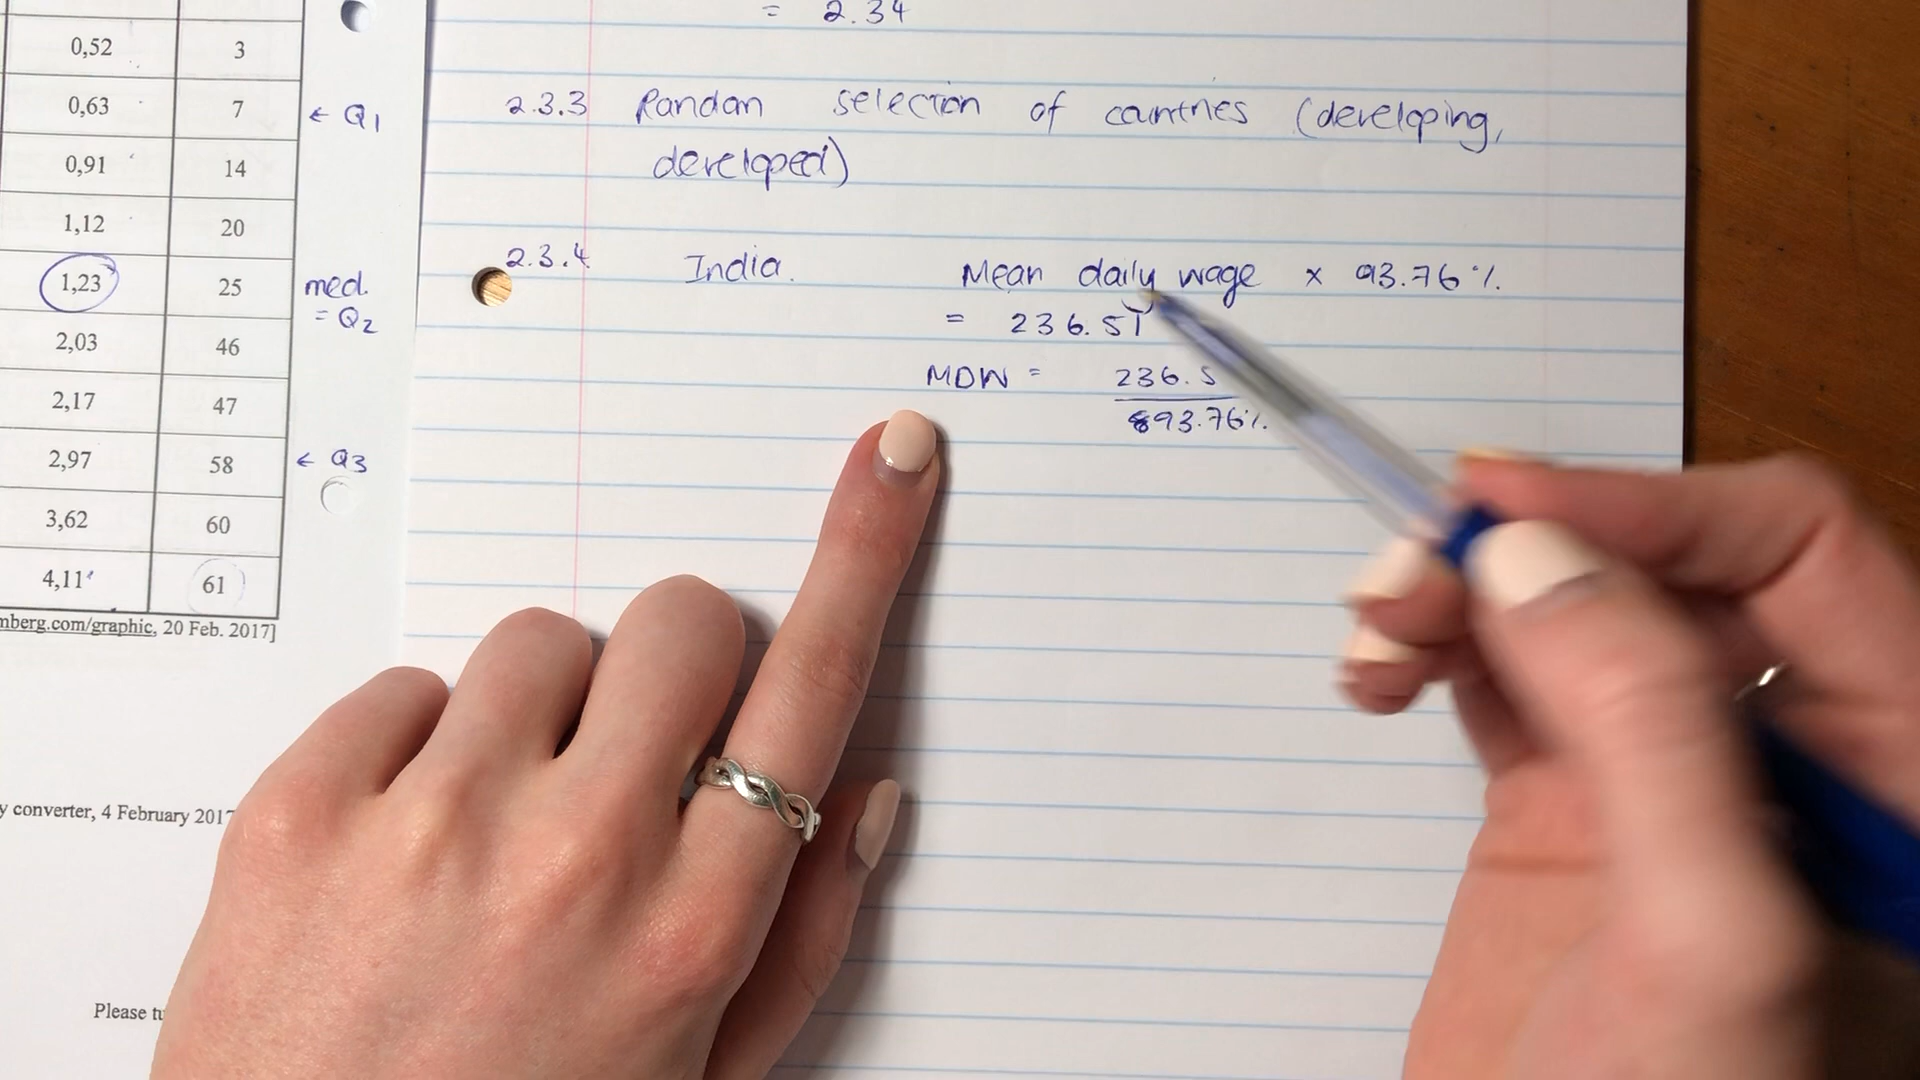 = 2.34
0,52 3
0,63 7 ← Q1
0,91 14
1,12 20
1,23 25 med.
= Q2
2,03 46
2,17 47
2,97 58 ← Q3
3,62 60
4,11 61
mberg.com/graphic, 20 Feb. 2017]
y converter, 4 February 2017
Please tu
2.3.3 Random selection of countries (developing,
developed)
2.3.4. India. Mean daily wage × 93.76%.
= 236.51
MDW = 236.5
93.76%.